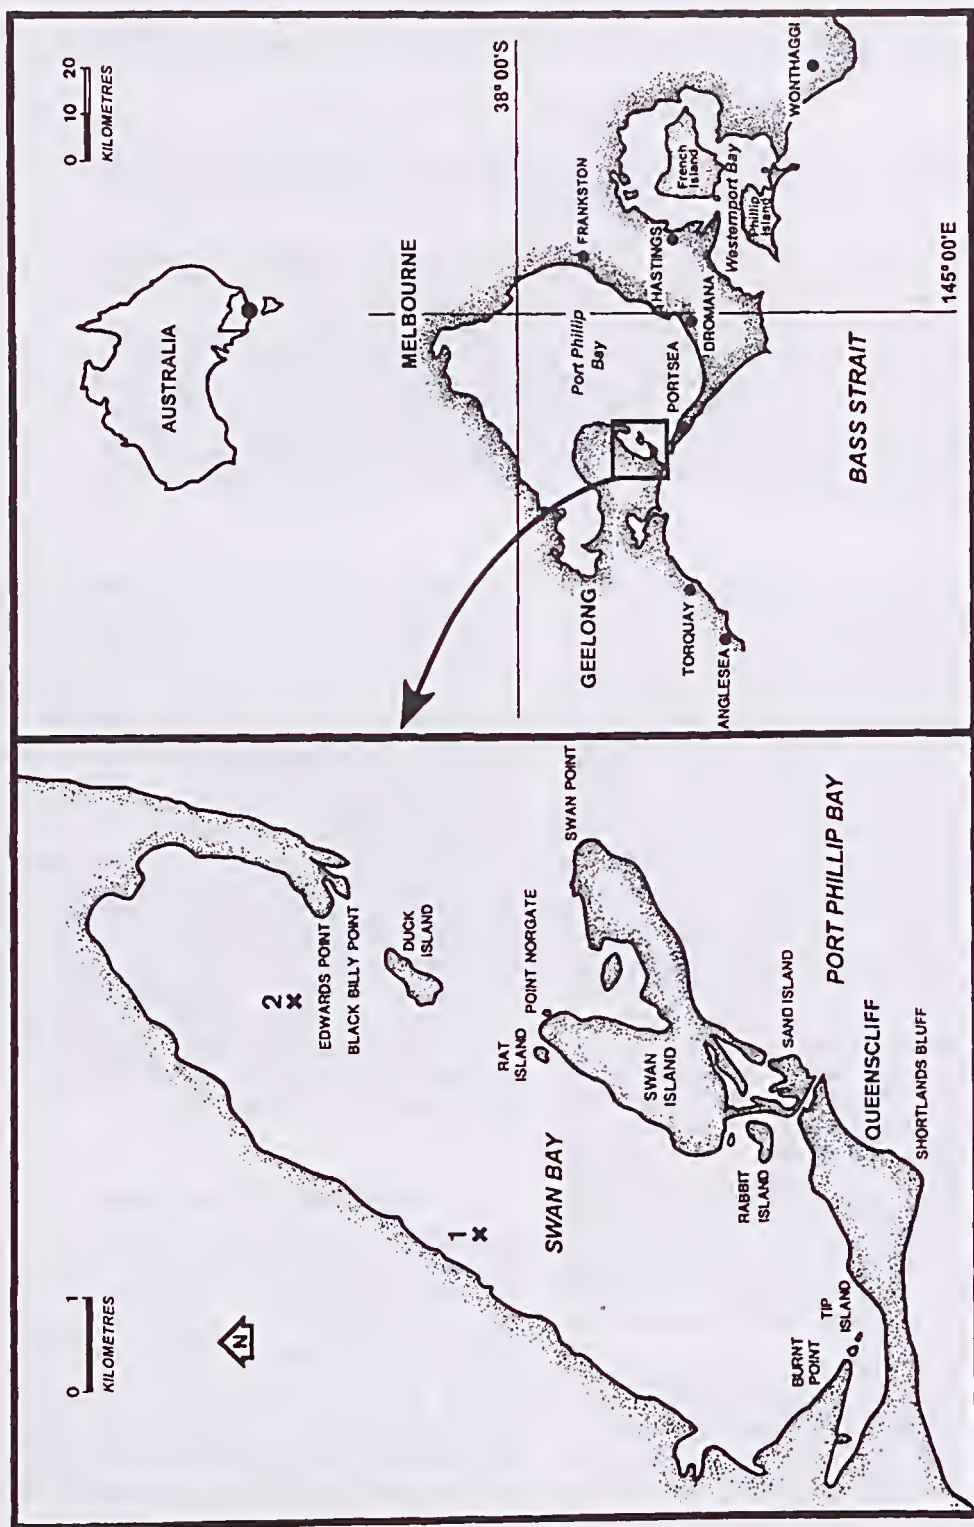 0 1
KILOMETRES
N
2
EDWARDS POINT
BLACK BILLY POINT
DUCK
ISLAND
1
SWAN BAY
RAT
ISLAND
POINT NORGATE
SWAN POINT
SWAN
ISLAND
RABBIT
ISLAND
SAND ISLAND
PORT PHILLIP BAY
BURNT
POINT
TIP
ISLAND
QUEENSCLIFF
SHORTLANDS BLUFF
AUSTRALIA
0 10 20
KILOMETRES
MELBOURNE
38° 00'S
Port Phillip
Bay
FRANKSTON
GEELONG
HASTINGS
French
Island
Westernport Bay
Phillip
Island
PORTSEA
DROMANA
TORQUAY
ANGLESEA
WONTHAGGI
BASS STRAIT
145° 00'E